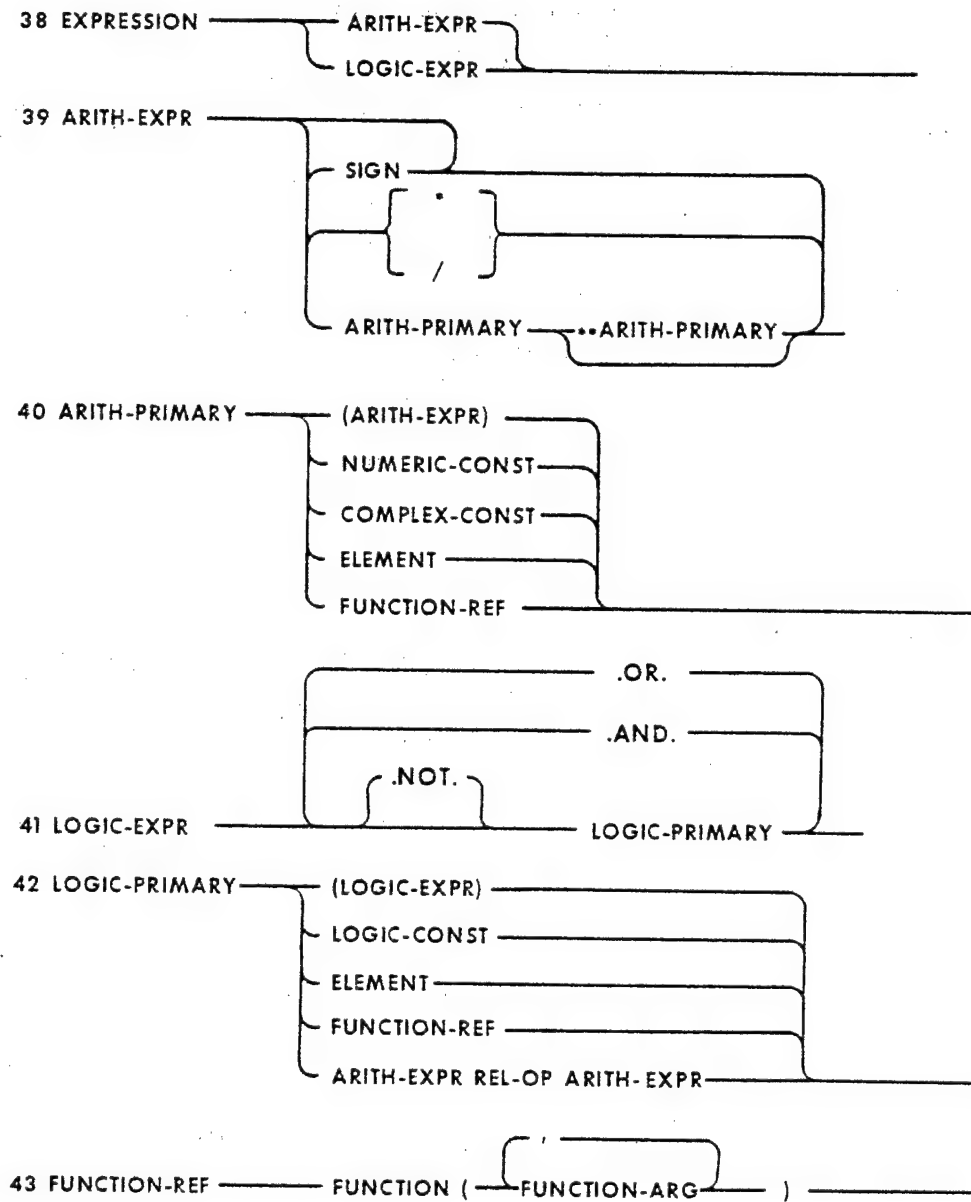 38 EXPRESSION ARITH-EXPR
LOGIC-EXPR
39 ARITH-EXPR
SIGN
*
/
ARITH-PRIMARY **ARITH-PRIMARY
40 ARITH-PRIMARY (ARITH-EXPR)
NUMERIC-CONST
COMPLEX-CONST
ELEMENT
FUNCTION-REF
.OR.
.AND.
.NOT.
41 LOGIC-EXPR LOGIC-PRIMARY
42 LOGIC-PRIMARY (LOGIC-EXPR)
LOGIC-CONST
ELEMENT
FUNCTION-REF
ARITH-EXPR REL-OP ARITH-EXPR
,
43 FUNCTION-REF FUNCTION ( FUNCTION-ARG )